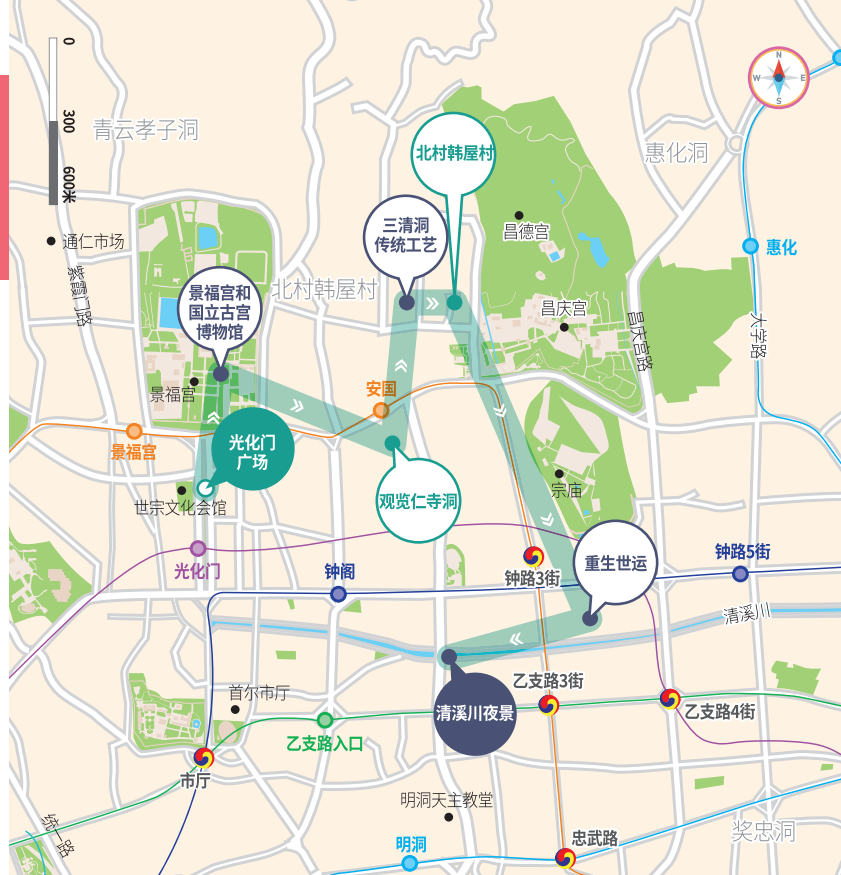 0
300
600米
N
W
E
S
青云孝子洞
惠化洞
北村韩屋村
三清洞
传统工艺
昌德宫
通仁市场
惠化
紫霞门路
北村韩屋村
景福宫和
国立古宫
博物馆
昌庆宫
昌庆宫路
大学路
景福宫
安国
光化门
广场
景福宫
世宗文化会馆
观览仁寺洞
宗庙
光化门
钟阁
钟路3街
重生世运
钟路5街
清溪川
首尔市厅
乙支路3街
清溪川夜景
乙支路4街
乙支路入口
市厅
统一路
明洞天主教堂
明洞
忠武路
奖忠洞